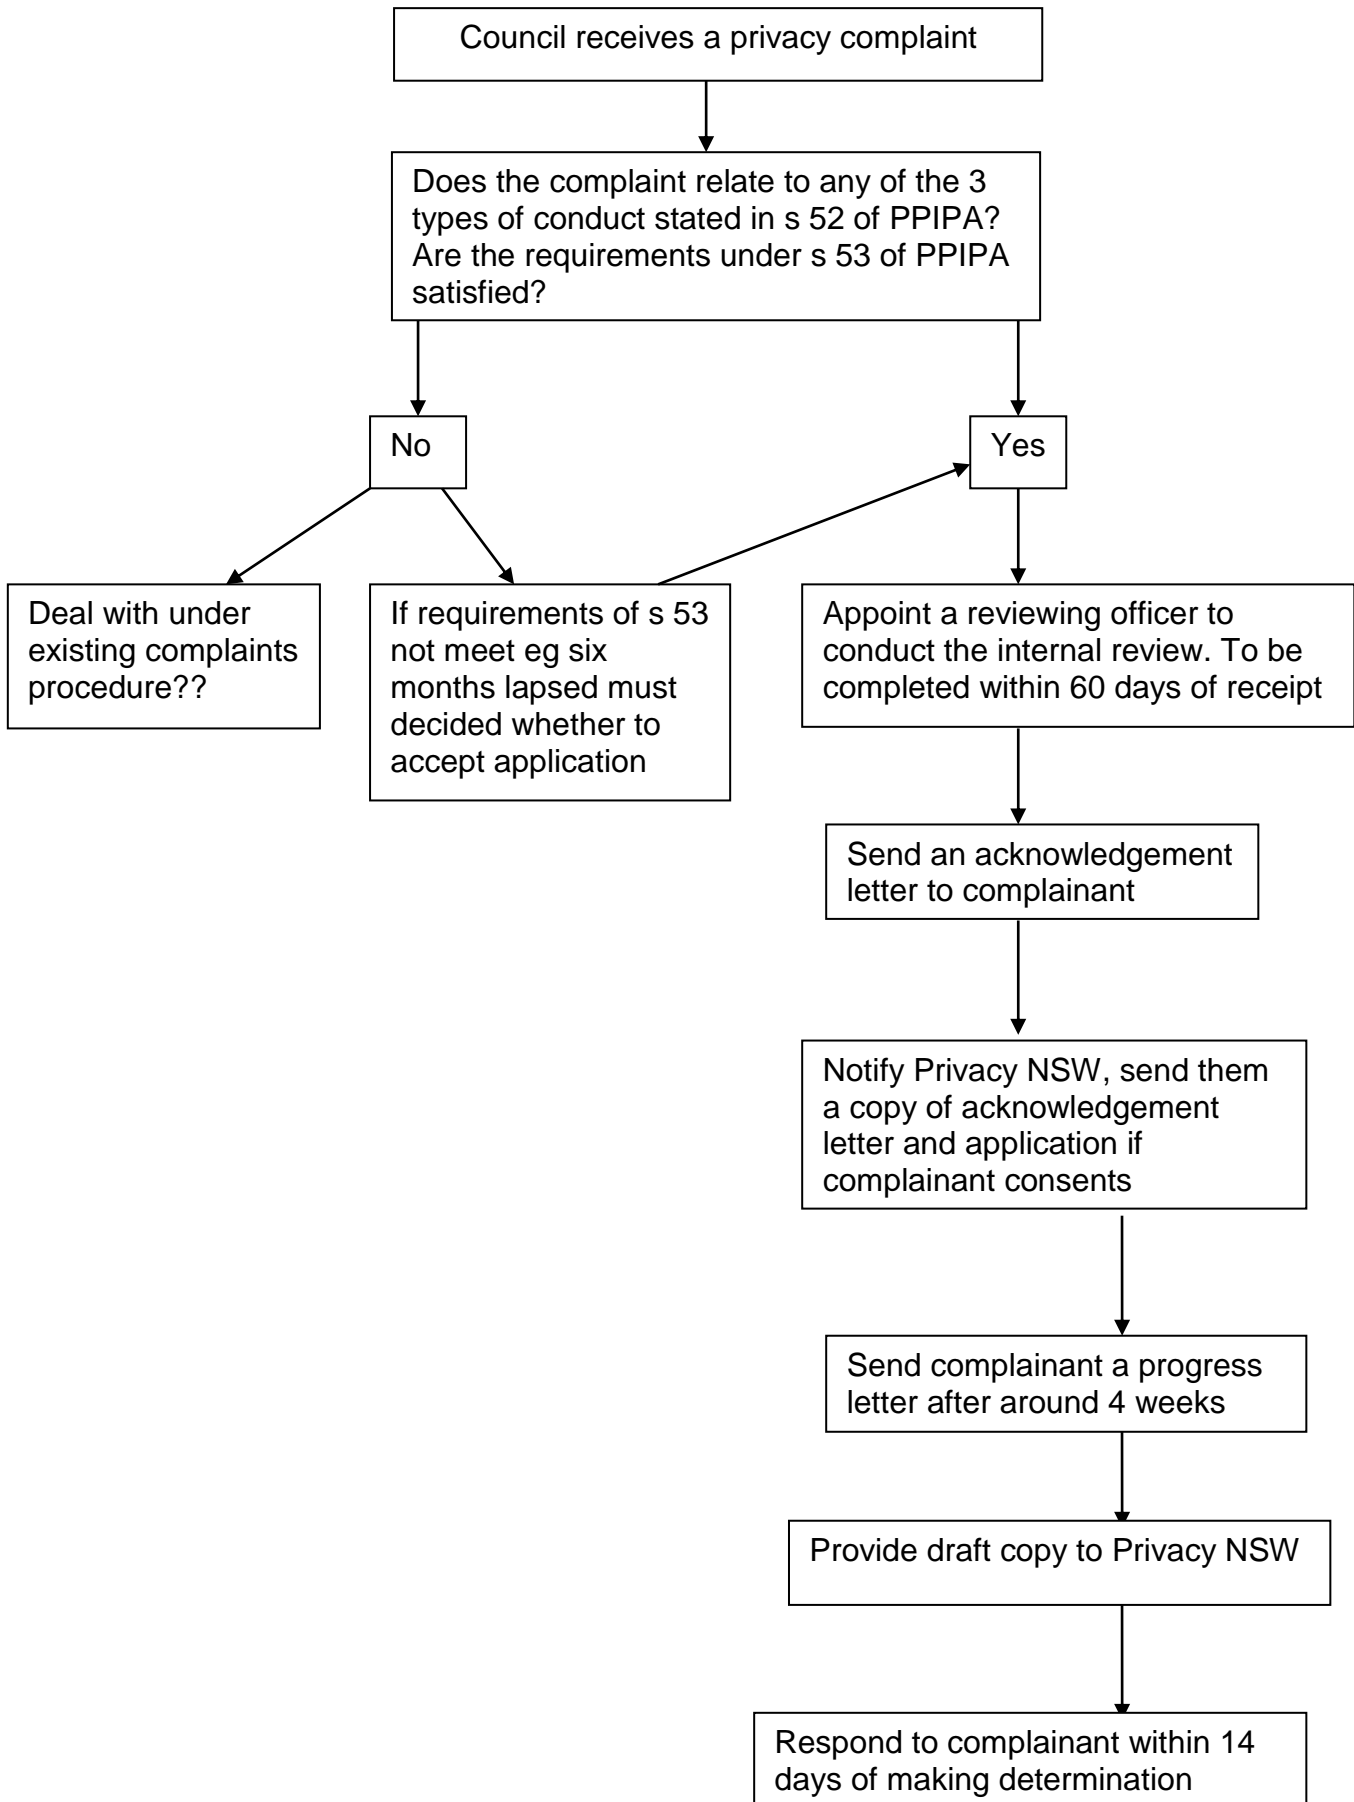 Council receives a privacy complaint
Does the complaint relate to any of the 3
types of conduct stated in s 52 of PPIPA?
Are the requirements under s 53 of PPIPA
satisfied?
No
Yes
Deal with under
existing complaints
procedure??
If requirements of s 53
not meet eg six
months lapsed must
decided whether to
accept application
Appoint a reviewing officer to
conduct the internal review. To be
completed within 60 days of receipt
Send an acknowledgement
letter to complainant
Notify Privacy NSW, send them
a copy of acknowledgement
letter and application if
complainant consents
Send complainant a progress
letter after around 4 weeks
Provide draft copy to Privacy NSW
Respond to complainant within 14
days of making determination